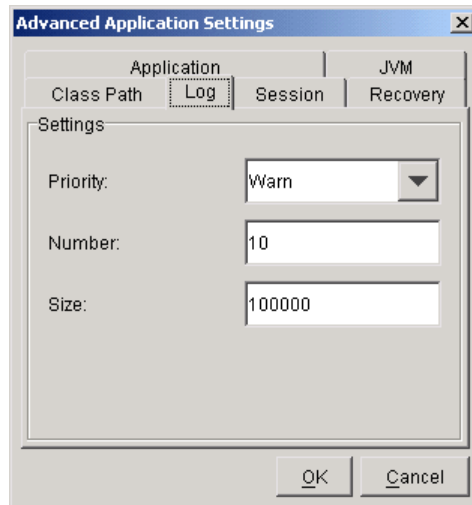 Advanced Application Settings
Application JVM
Class Path Log Session Recovery
Settings
Priority: Warn
Number: 10
Size: 100000
OK Cancel